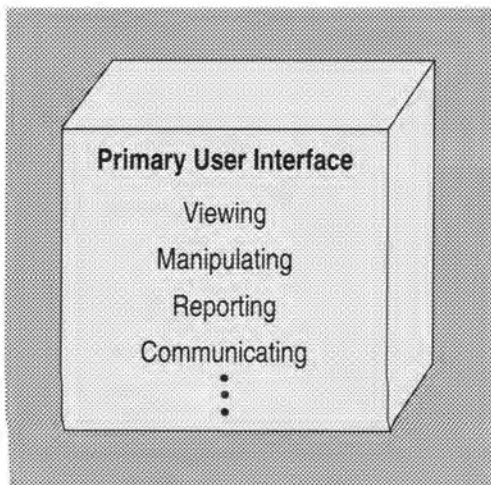 Primary User Interface
Viewing
Manipulating
Reporting
Communicating